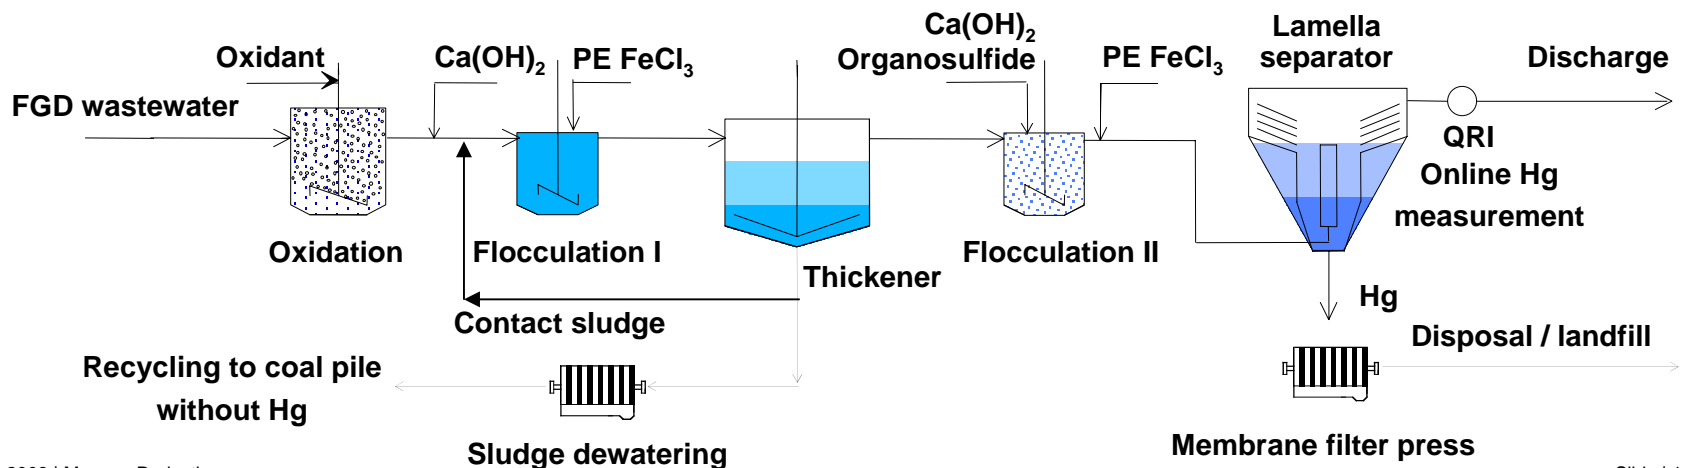 Ca(OH)2
Organosulfide
Lamella
separator
Oxidant
Ca(OH)2
PE FeCl3
PE FeCl3
Discharge
FGD wastewater
QRI
Online Hg
measurement
Oxidation
Flocculation I
Thickener
Flocculation II
Hg
Contact sludge
Disposal / landfill
Recycling to coal pile
without Hg
Sludge dewatering
Membrane filter press